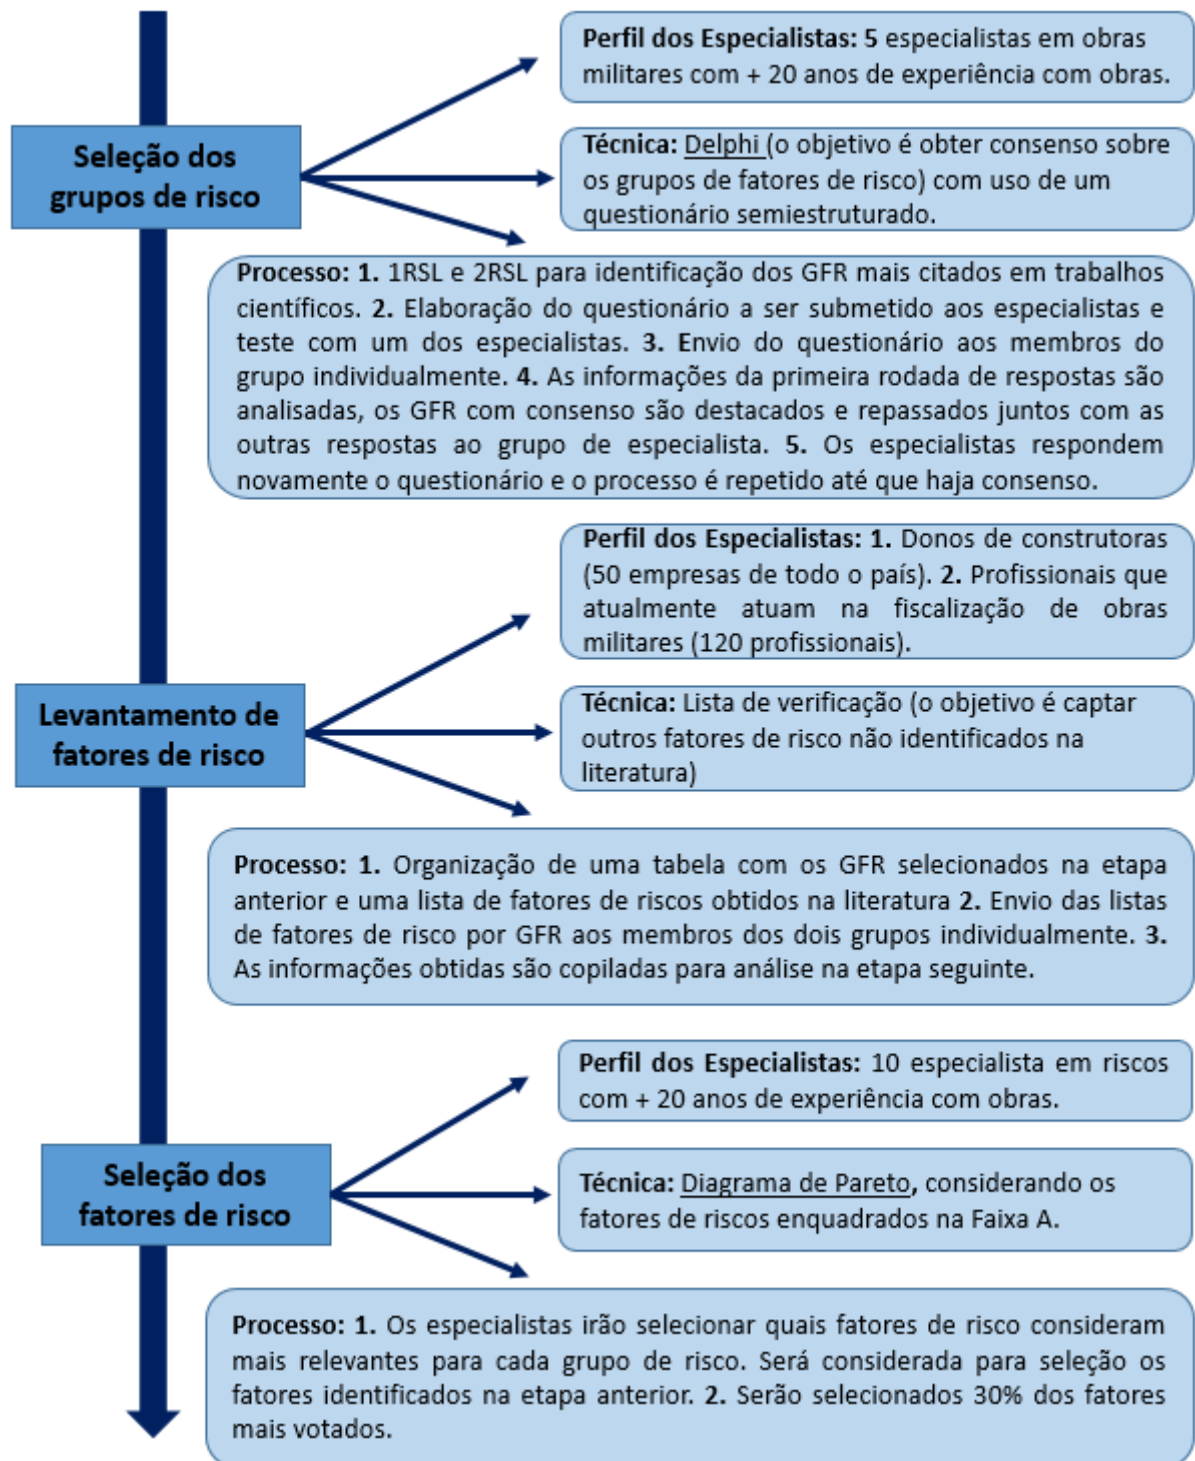 Seleção dos
grupos de risco
Perfil dos Especialistas: 5 especialistas em obras
militares com + 20 anos de experiência com obras.
Técnica: Delphi (o objetivo é obter consenso sobre
os grupos de fatores de risco) com uso de um
questionário semiestruturado.
Processo: 1. 1RSL e 2RSL para identificação dos GFR mais citados em trabalhos
científicos. 2. Elaboração do questionário a ser submetido aos especialistas e
teste com um dos especialistas. 3. Envio do questionário aos membros do
grupo individualmente. 4. As informações da primeira rodada de respostas são
analisadas, os GFR com consenso são destacados e repassados juntos com as
outras respostas ao grupo de especialista. 5. Os especialistas respondem
novamente o questionário e o processo é repetido até que haja consenso.
Levantamento de
fatores de risco
Perfil dos Especialistas: 1. Donos de construtoras
(50 empresas de todo o país). 2. Profissionais que
atualmente atuam na fiscalização de obras
militares (120 profissionais).
Técnica: Lista de verificação (o objetivo é captar
outros fatores de risco não identificados na
literatura)
Processo: 1. Organização de uma tabela com os GFR selecionados na etapa
anterior e uma lista de fatores de riscos obtidos na literatura 2. Envio das listas
de fatores de risco por GFR aos membros dos dois grupos individualmente. 3.
As informações obtidas são copiladas para análise na etapa seguinte.
Seleção dos
fatores de risco
Perfil dos Especialistas: 10 especialista em riscos
com + 20 anos de experiência com obras.
Técnica: Diagrama de Pareto, considerando os
fatores de riscos enquadrados na Faixa A.
Processo: 1. Os especialistas irão selecionar quais fatores de risco consideram
mais relevantes para cada grupo de risco. Será considerada para seleção os
fatores identificados na etapa anterior. 2. Serão selecionados 30% dos fatores
mais votados.